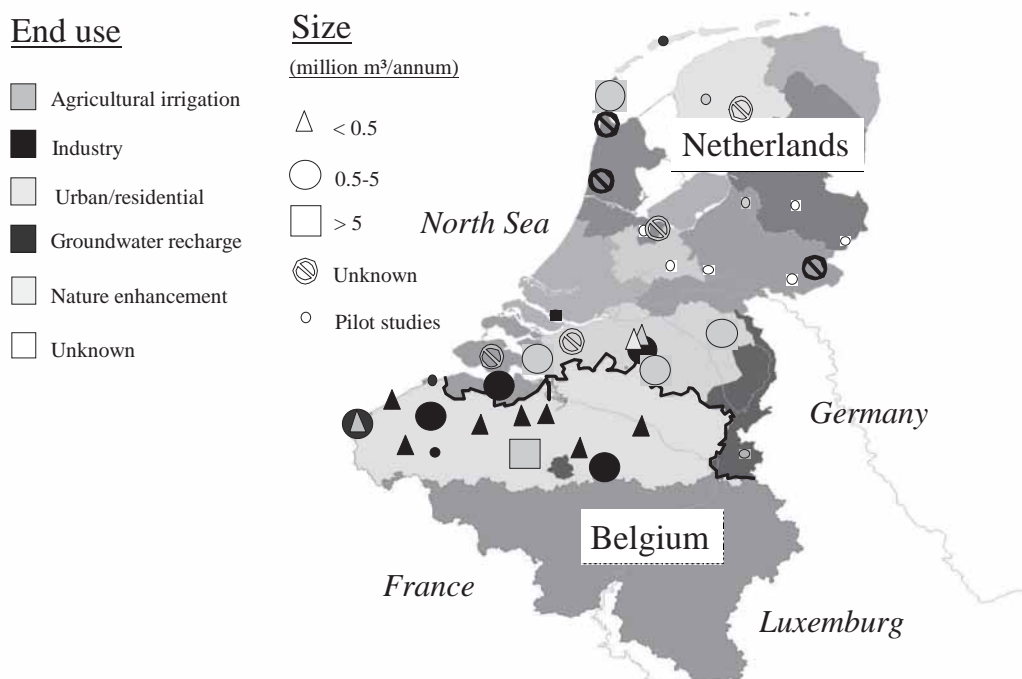 End use
Agricultural irrigation
Industry
Urban/residential
Groundwater recharge
Nature enhancement
Unknown
Size
(million m³/annum)
< 0.5
0.5-5
> 5
Unknown
Pilot studies
North Sea
Netherlands
Germany
Belgium
France
Luxemburg